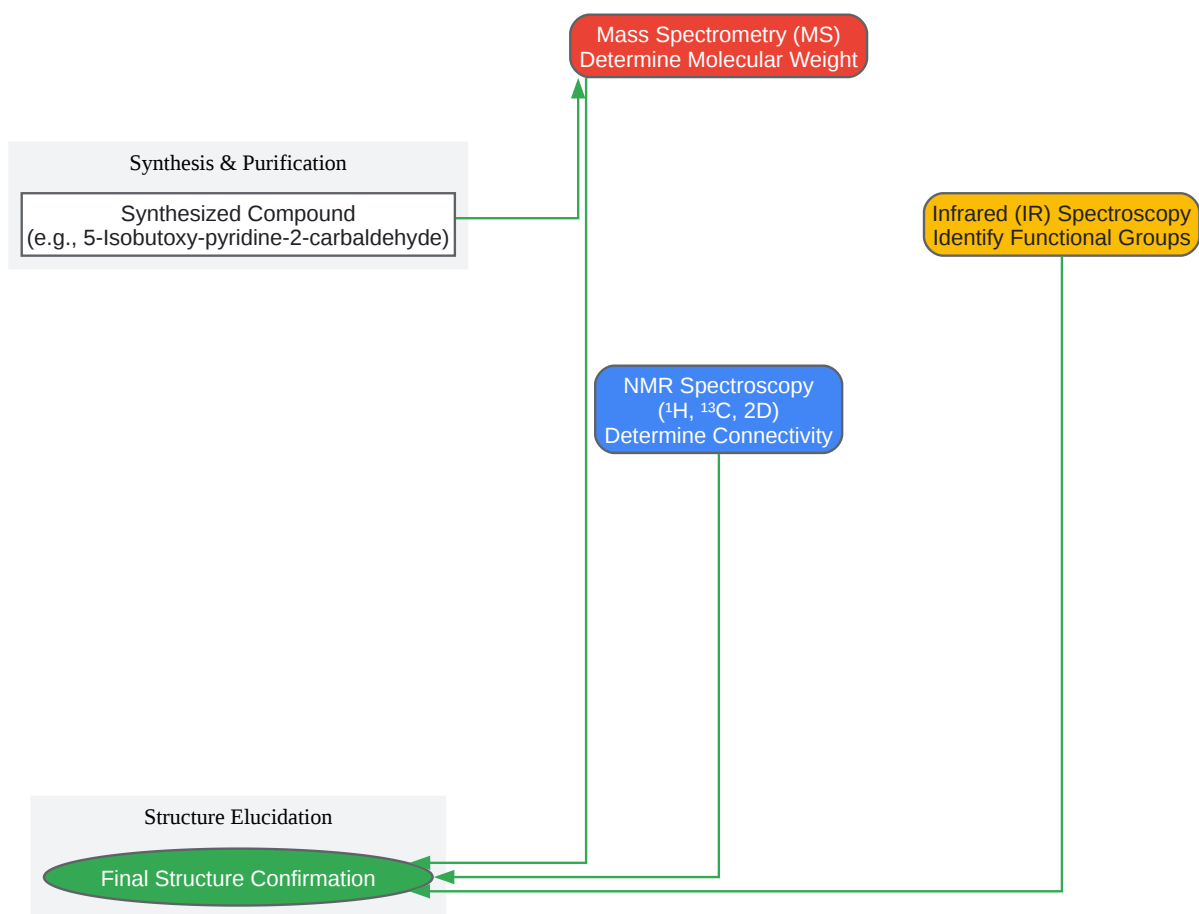 Mass Spectrometry (MS)
Determine Molecular Weight
Synthesis & Purification
Synthesized Compound
(e.g., 5-Isobutoxy-pyridine-2-carbaldehyde)
Infrared (IR) Spectroscopy
Identify Functional Groups
NMR Spectroscopy
(¹H, ¹³C, 2D)
Determine Connectivity
Structure Elucidation
Final Structure Confirmation